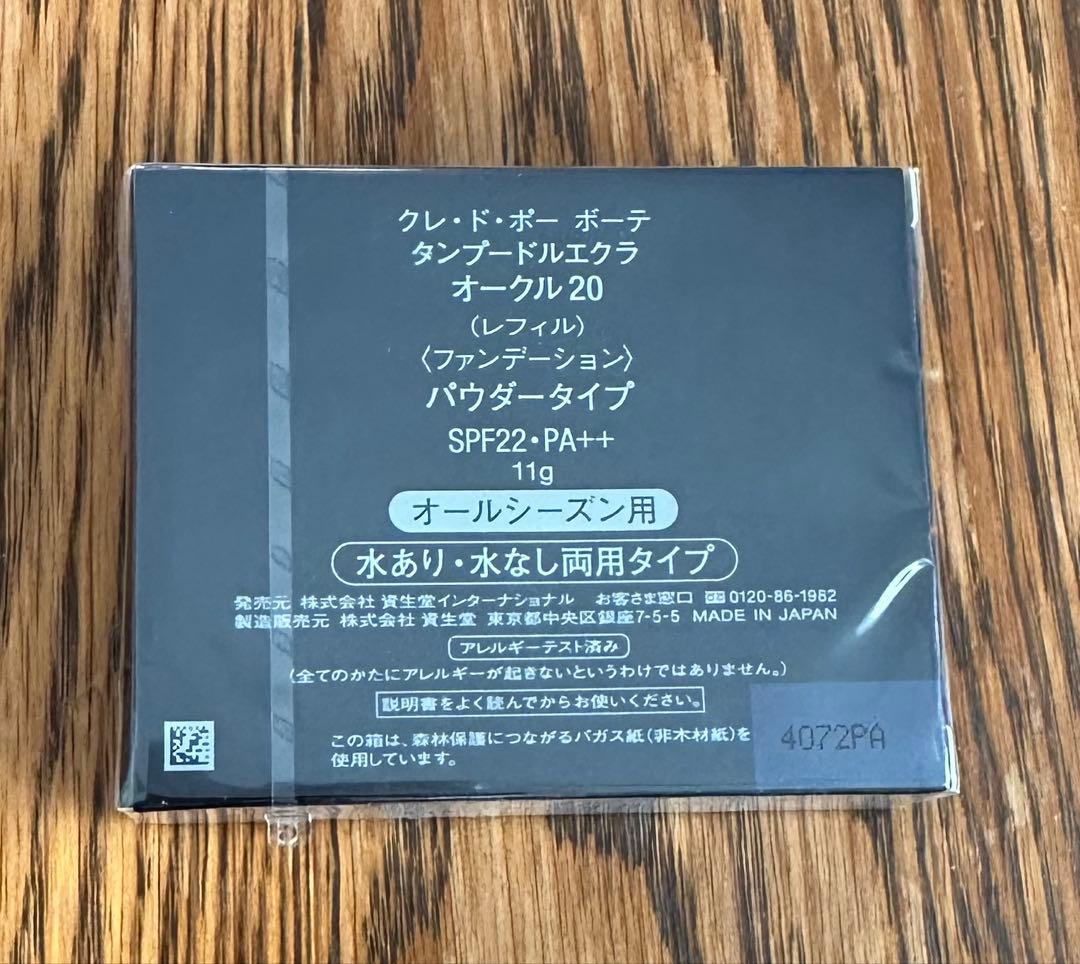 クレ・ド・ポー ボーテ
タンプードルエクラ
オークル20
(レフィル)
〈ファンデーション〉
パウダータイプ
SPF22・PA++
11g
オールシーズン用
水あり・水なし両用タイプ
発売元 株式会社 資生堂インターナショナル お客さま窓口 0120-86-1982
製造販売元 株式会社 資生堂 東京都中央区銀座7-5-5 MADE IN JAPAN
アレルギーテスト済み
(全てのかたにアレルギーが起きないというわけではありません。)
説明書をよく読んでからお使いください。
この箱は、森林保護につながるバガス紙(非木材紙)を
使用しています。
4072PA